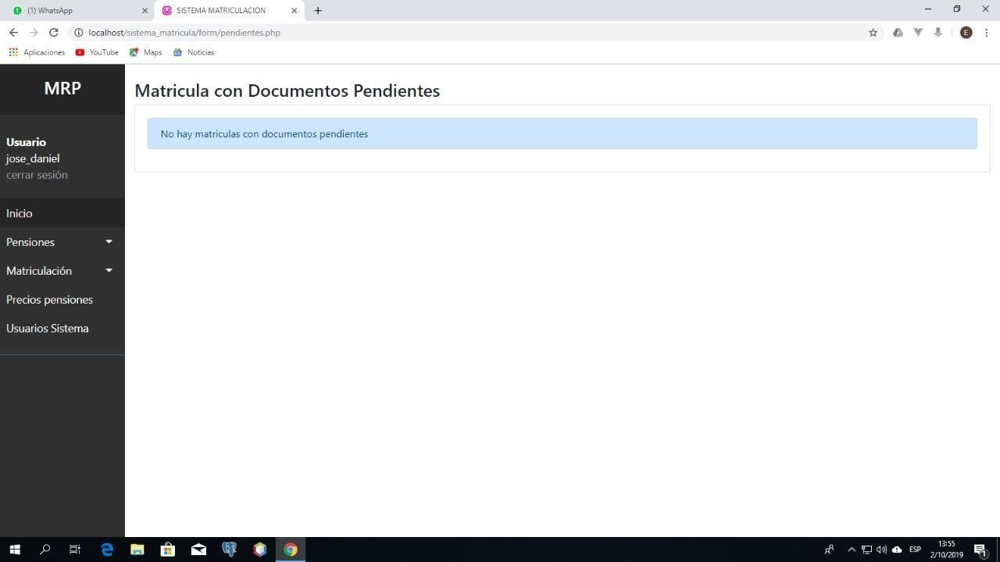 (1) WhatsApp
SISTEMA MATRICULACION
localhost/sistema_matricula/form/pendientes.php
E
Aplicaciones YouTube Maps Noticias
MRP
Usuario
jose_daniel
cerrar sesión
Inicio
Pensiones
Matriculación
Precios pensiones
Usuarios Sistema
Matricula con Documentos Pendientes
No hay matriculas con documentos pendientes
ESP
13:55
2/10/2019
1